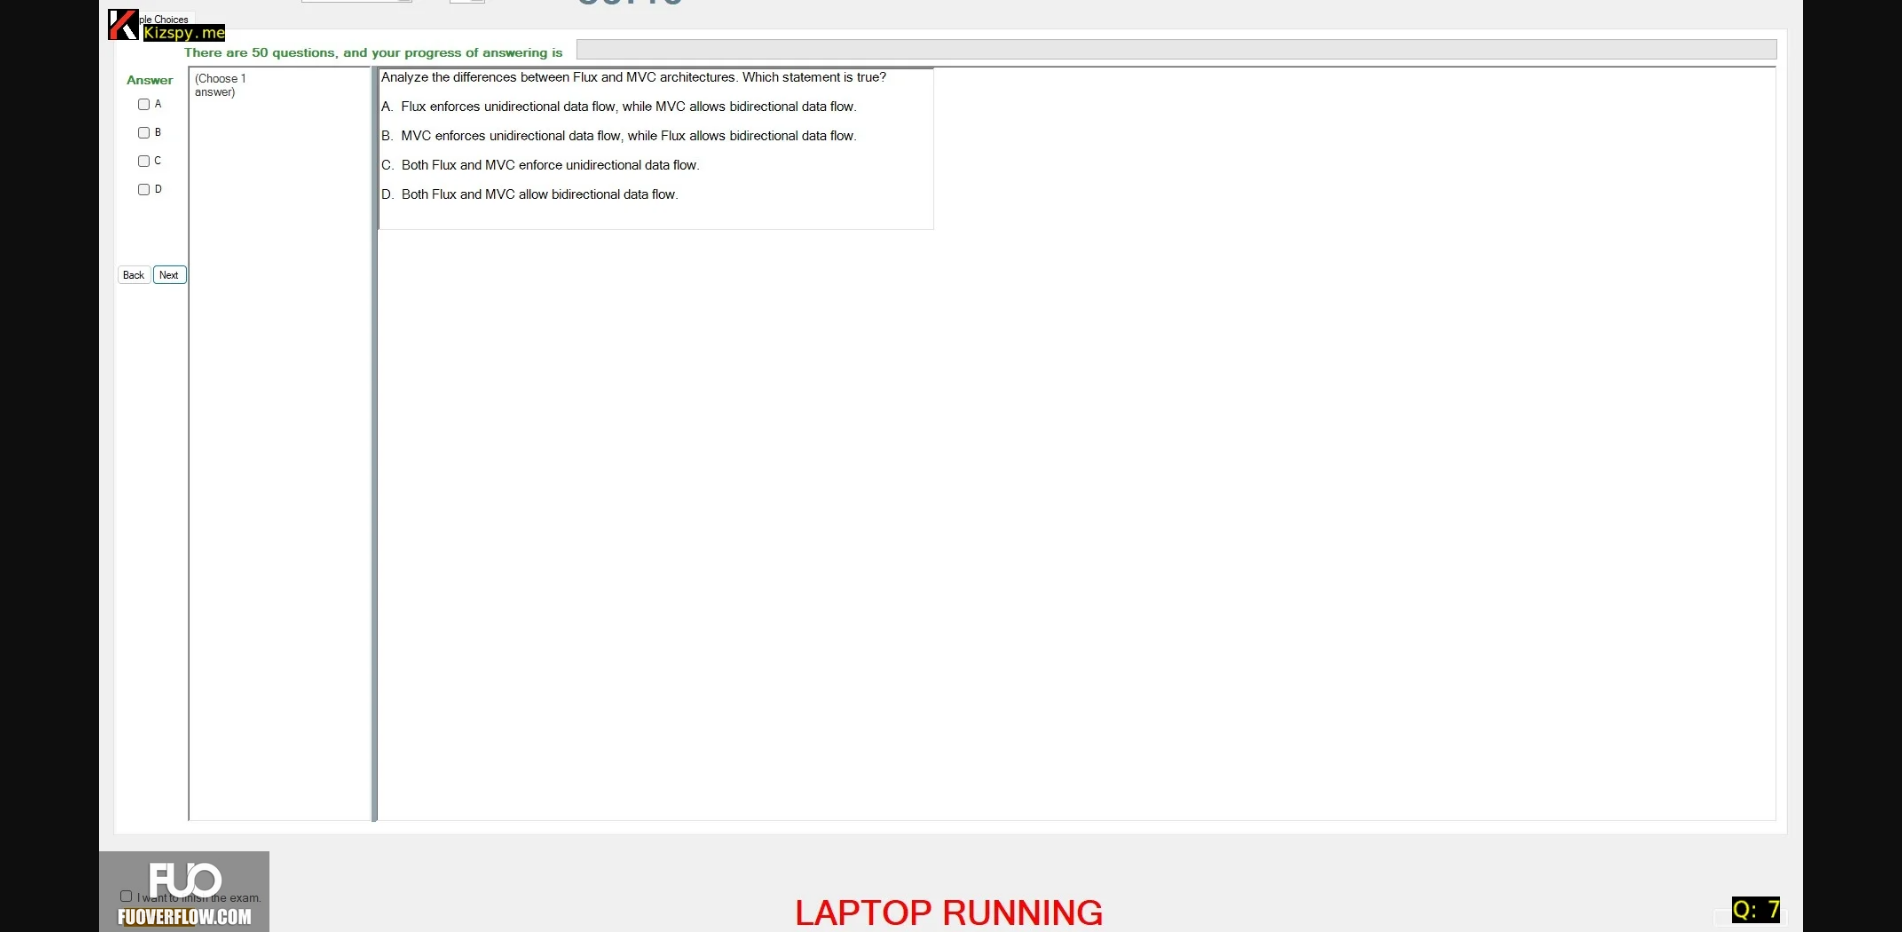 ple Choices
Kizspy.me
There are 50 questions, and your progress of answering is
Answer
(Choose 1
answer)
A
B
C
D
Back
Next
Analyze the differences between Flux and MVC architectures. Which statement is true?
A. Flux enforces unidirectional data flow, while MVC allows bidirectional data flow.
B. MVC enforces unidirectional data flow, while Flux allows bidirectional data flow.
C. Both Flux and MVC enforce unidirectional data flow.
D. Both Flux and MVC allow bidirectional data flow.
FUO
I want to finish the exam.
FUOVERFLOW.COM
LAPTOP RUNNING
Q: 7